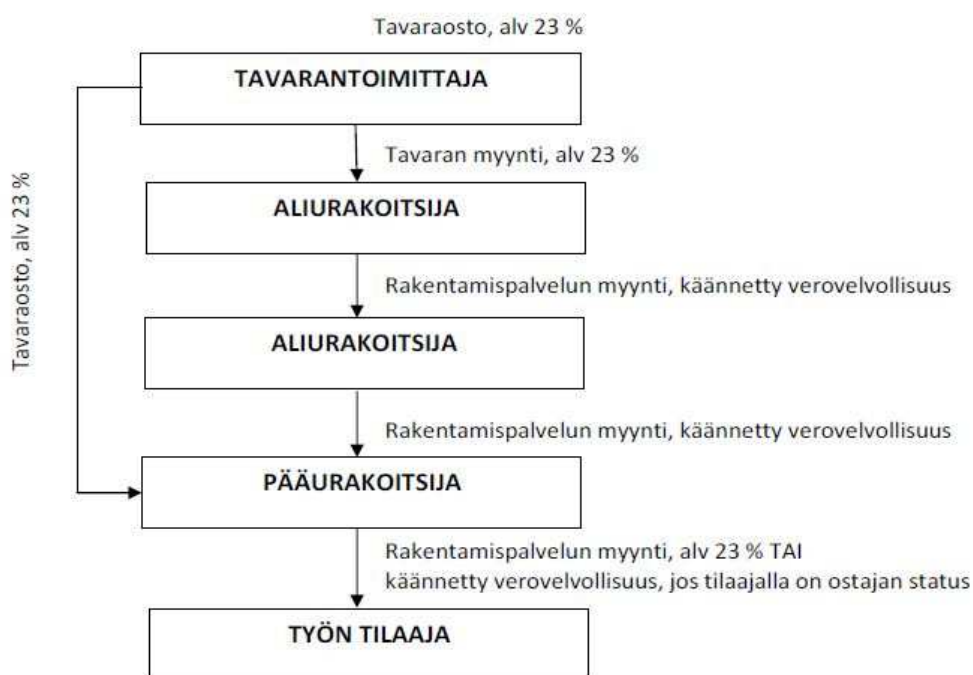 Tavaraosto, alv 23 %
TAVARANTOIMITTAJA
Tavaran myynti, alv 23 %
Tavaraosto, alv 23 %
ALIURAKOITSIJA
Rakentamispalvelun myynti, käännetty verovelvollisuus
ALIURAKOITSIJA
Rakentamispalvelun myynti, käännetty verovelvollisuus
PÄÄURAKOITSIJA
Rakentamispalvelun myynti, alv 23 % TAI
käännetty verovelvollisuus, jos tilaajalla on ostajan status
TYÖN TILAAJA